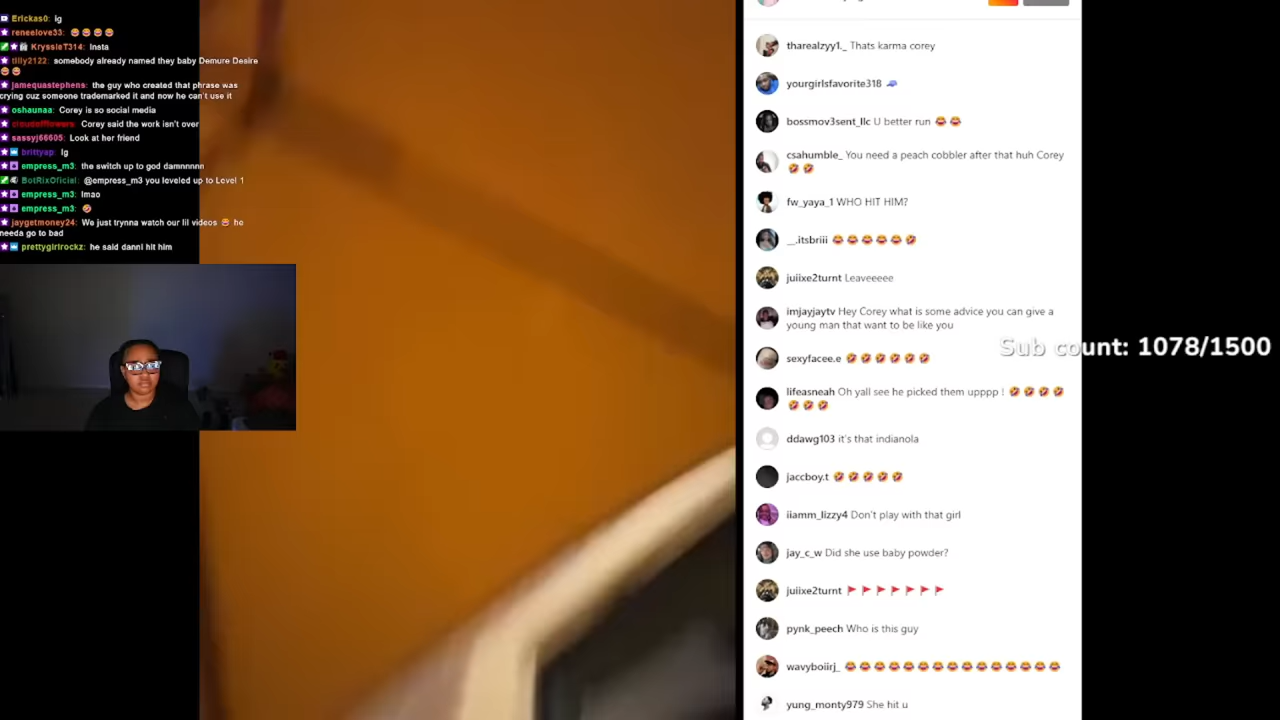 Erickas0: Ig
reneelove33: 😂 😂 😂 😂
KryssieT314: Insta
tilly2122: somebody already named they baby Demure Desire
😂 😂
jamequastephens: the guy who created that phrase was
crying cuz someone trademarked it and now he can't use it
oshaunaa: Corey is so social media
Corey said the work isn't over
sassyj66605: Look at her friend
brittyap: Ig
empress_m3: the switch up to god damnnnnn
BotRixOficial: @empress_m3 you leveled up to Level 1
empress_m3: lmao
empress_m3: 🤣
jaygetmoney24: We just trynna watch our lil videos 😂 he
needa go to bad
prettygirlrockz: he said danni hit him
tharealzyy1._ Thats karma corey
yourgirlsfavorite318 🧢
bossmov3sent_llc U better run 😂 😂
csahumble_ You need a peach cobbler after that huh Corey
🤣 🤣
fw_yaya_1 WHO HIT HIM?
__.itsbriii 😂 😂 😂 😂 😂 🤣
juiixe2turnt Leaveeeee
imjayjaytv Hey Corey what is some advice you can give a
young man that want to be like you
Sub count: 1078/1500
sexyfacee.e 🤣 🤣 🤣 🤣 🤣 🤣
lifeasneah Oh yall see he picked them upppp ! 🤣 🤣 🤣 🤣
🤣 🤣 🤣
ddawg103 it's that indianola
jaccboy.t 🤣 🤣 🤣 🤣 🤣
iiamm_lizzy4 Don't play with that girl
jay_c_w Did she use baby powder?
juiixe2turnt 🚩 🚩 🚩 🚩 🚩 🚩 🚩
pynk_peech Who is this guy
wavyboiirj_ 😂 😂 😂 😂 😂 😂 😂 😂 😂 😂 😂 😂 😂 😂 😂
yung_monty979 She hit u